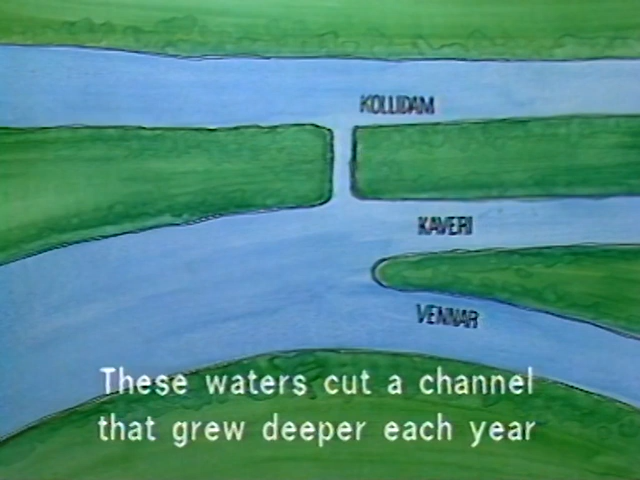 KOLLIDAM
KAVERI
VENNAR
These waters cut a channel
that grew deeper each year